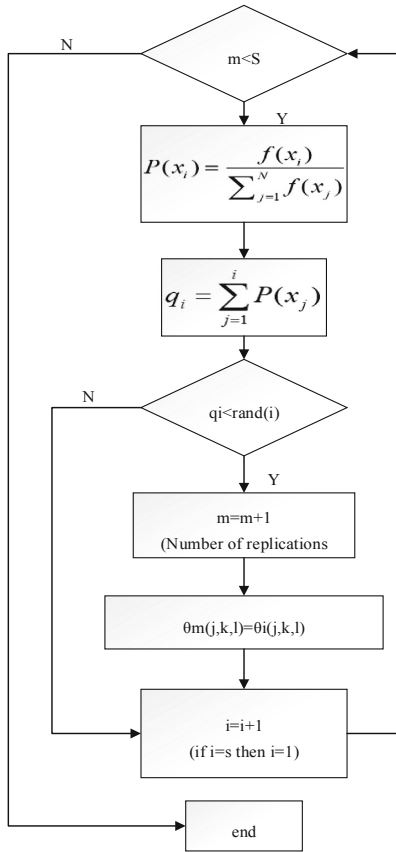 m<S
N
Y
P(x_i) = f(x_i) / ∑_{j=1}^{N} f(x_j)
q_i = ∑_{j=1}^{i} P(x_j)
N
qi<rand(i)
Y
m=m+1
(Number of replications
θm(j,k,l)=θi(j,k,l)
i=i+1
(if i=s then i=1)
end